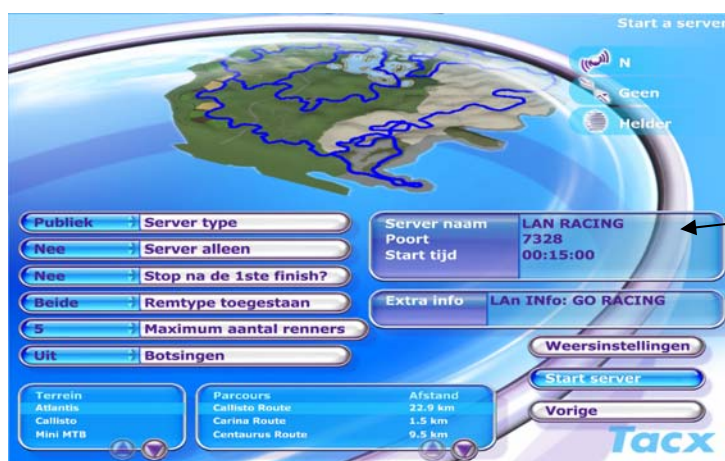 Start a server
N
Geen
Helder
Publiek Server type
Nee Server alleen
Nee Stop na de 1ste finish?
Beide Remtype toegestaan
5 Maximum aantal renners
Uit Botsingen
Server naam LAN RACING
Poort 7328
Start tijd 00:15:00
Extra info LAn INfo: GO RACING
Weersinstellingen
Start server
Vorige
Terrein
Atlantis
Callisto
Mini MTB
Parcours Afstand
Callisto Route 22.9 km
Carina Route 1.5 km
Centaurus Route 9.5 km
Tacx